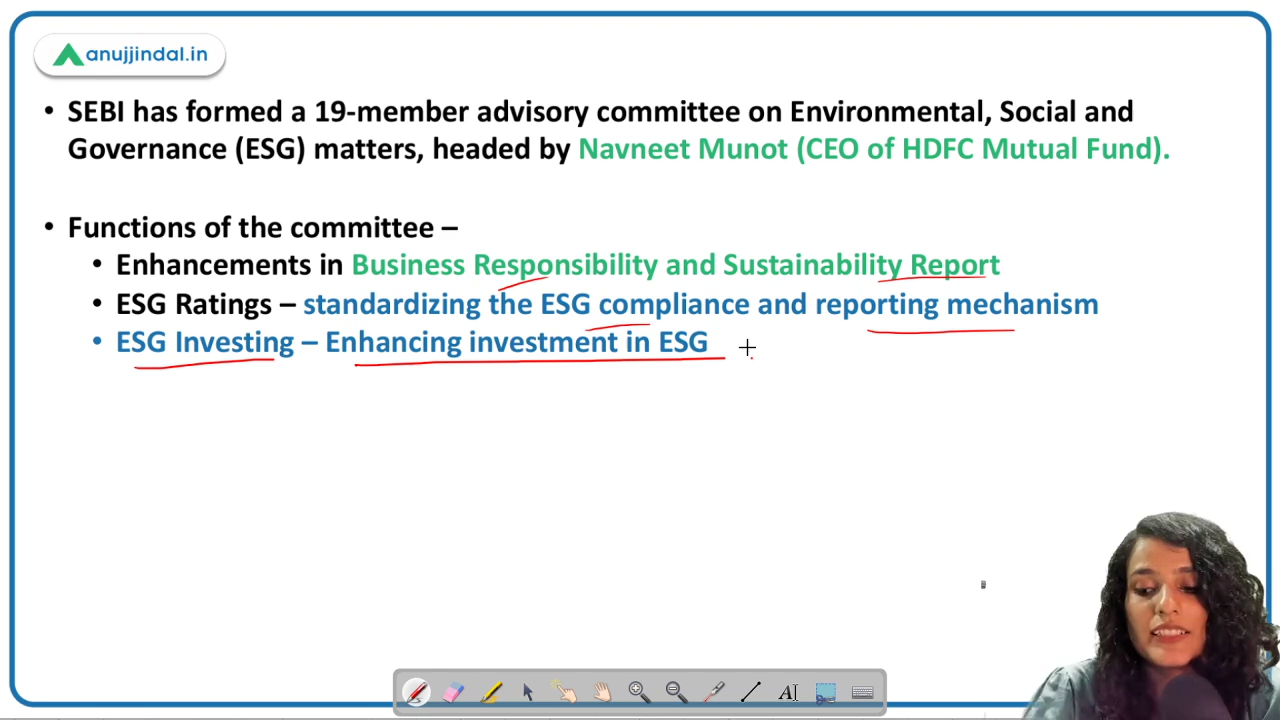 anujjindal.in
• SEBI has formed a 19-member advisory committee on Environmental, Social and
Governance (ESG) matters, headed by Navneet Munot (CEO of HDFC Mutual Fund).
• Functions of the committee –
• Enhancements in Business Responsibility and Sustainability Report
• ESG Ratings – standardizing the ESG compliance and reporting mechanism
• ESG Investing – Enhancing investment in ESG